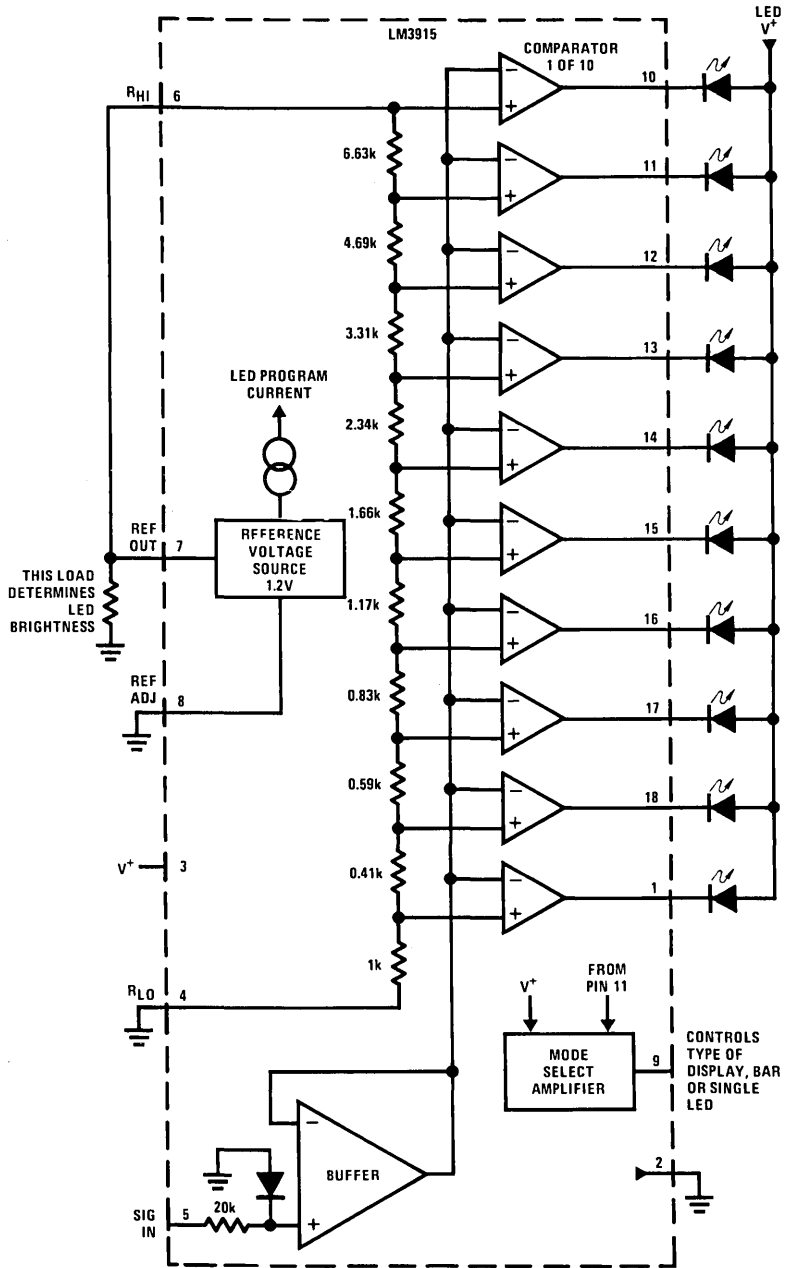 LED
V+
LM3915
COMPARATOR
1 OF 10
RHI
6
10
6.63k
11
4.69k
12
3.31k
13
LED PROGRAM
CURRENT
2.34k
14
1.66k
15
REF
OUT
7
REFERENCE
VOLTAGE
SOURCE
1.2V
THIS LOAD
DETERMINES
LED
BRIGHTNESS
1.17k
16
REF
ADJ
8
0.83k
17
0.59k
18
V+
3
0.41k
1
1k
RLO
4
V+
FROM
PIN 11
MODE
SELECT
AMPLIFIER
9
CONTROLS
TYPE OF
DISPLAY, BAR
OR SINGLE
LED
BUFFER
2
SIG
IN
5
20k